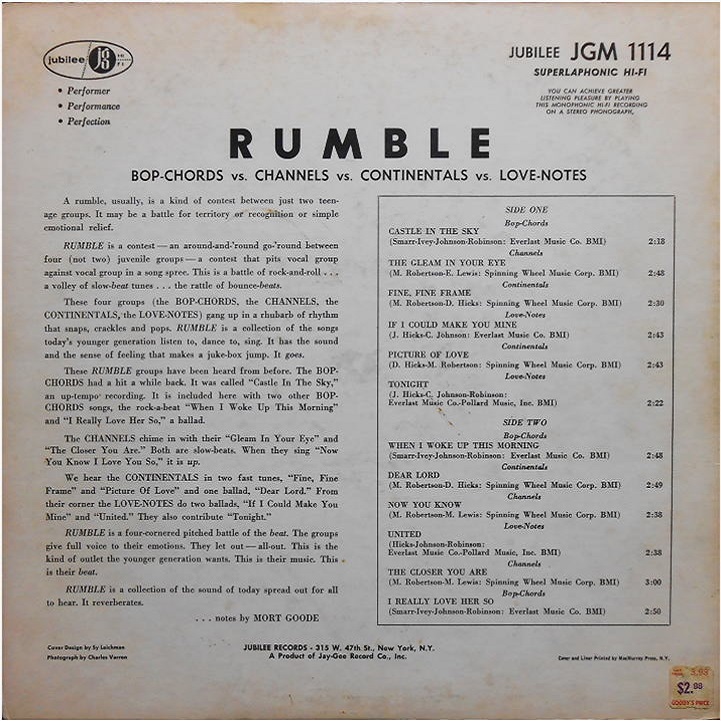 jubilee jg HI FI
• Performer
• Performance
• Perfection
JUBILEE JGM 1114
SUPERLAPHONIC HI-FI
YOU CAN ACHIEVE GREATER
LISTENING PLEASURE BY PLAYING
THIS MONOPHONIC HI-FI RECORDING
ON A STEREO PHONOGRAPH,
RUMBLE
BOP-CHORDS vs. CHANNELS vs. CONTINENTALS vs. LOVE-NOTES
A rumble, usually, is a kind of contest between just two teen-
age groups. It may be a battle for territory or recognition or simple
emotional relief.
RUMBLE is a contest — an around-and-'round go-'round between
four (not two) juvenile groups — a contest that pits vocal group
against vocal group in a song spree. This is a battle of rock-and-roll . . .
a volley of slow-beat tunes . . . the rattle of bounce-beats.
These four groups (the BOP-CHORDS, the CHANNELS, the
CONTINENTALS, the LOVE-NOTES) gang up in a rhubarb of rhythm
that snaps, crackles and pops. RUMBLE is a collection of the songs
today's younger generation listen to, dance to, sing. It has the sound
and the sense of feeling that makes a juke-box jump. It goes.
These RUMBLE groups have been heard from before. The BOP-
CHORDS had a hit a while back. It was called "Castle In The Sky,"
an up-tempo recording. It is included here with two other BOP-
CHORDS songs, the rock-a-beat "When I Woke Up This Morning"
and "I Really Love Her So," a ballad.
The CHANNELS chime in with their "Gleam In Your Eye" and
"The Closer You Are." Both are slow-beats. When they sing "Now
You Know I Love You So," it is up.
We hear the CONTINENTALS in two fast tunes, "Fine, Fine
Frame" and "Picture Of Love" and one ballad, "Dear Lord." From
their corner the LOVE-NOTES do two ballads, "If I Could Make You
Mine" and "United." They also contribute "Tonight."
RUMBLE is a four-cornered pitched battle of the beat. The groups
give full voice to their emotions. They let out — all-out. This is the
kind of outlet the younger generation wants. This is their music. This
is their beat.
RUMBLE is a collection of the sound of today spread out for all
to hear. It reverberates.
. . . notes by MORT GOODE
SIDE ONE
Bop-Chords
CASTLE IN THE SKY
(Smarr-Ivey-Johnson-Robinson: Everlast Music Co. BMI) 2:18
Channels
THE GLEAM IN YOUR EYE
(M. Robertson-E. Lewis: Spinning Wheel Music Corp. BMI) 2:48
Continentals
FINE, FINE FRAME
(M. Robertson-D. Hicks: Spinning Wheel Music Corp. BMI) 2:30
Love-Notes
IF I COULD MAKE YOU MINE
(J. Hicks-C. Johnson: Everlast Music Co. BMI) 2:43
Continentals
PICTURE OF LOVE
(D. Hicks-M. Robertson: Spinning Wheel Music Corp. BMI) 2:43
Love-Notes
TONIGHT
(J. Hicks-C. Johnson-Robinson:
Everlast Music Co.-Pollard Music, Inc. BMI) 2:22
SIDE TWO
Bop-Chords
WHEN I WOKE UP THIS MORNING
(Smarr-Ivey-Johnson-Robinson: Everlast Music Co. BMI) 2:48
Continentals
DEAR LORD
(M. Robertson-D. Hicks: Spinning Wheel Music Corp. BMI) 2:49
Channels
NOW YOU KNOW
(M. Robertson-M. Lewis: Spinning Wheel Music Corp. BMI) 2:38
Love-Notes
UNITED
(Hicks-Johnson-Robinson:
Everlast Music Co.-Pollard Music, Inc. BMI) 2:38
Channels
THE CLOSER YOU ARE
(M. Robertson-M. Lewis: Spinning Wheel Music Corp. BMI) 3:00
Bop-Chords
I REALLY LOVE HER SO
(Smarr-Ivey-Johnson-Robinson: Everlast Music Co. BMI) 2:50
Cover Design by Sy Leichman
Photograph by Charles Varron
JUBILEE RECORDS - 315 W. 47th St., New York, N.Y.
A Product of Jay-Gee Record Co., Inc.
Cover and Liner Printed by MacMurray Press, N.Y.
3.98
$2.98
GOODY'S PRICE